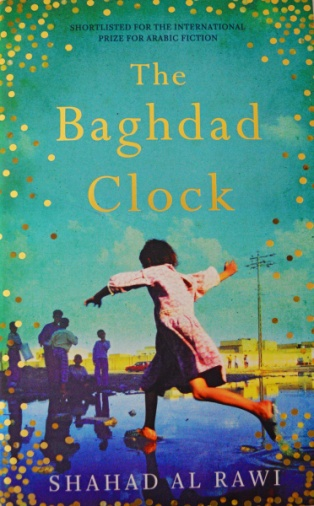 SHORTLISTED FOR THE INTERNATIONAL
PRIZE FOR ARABIC FICTION
The
Baghdad
Clock
SHAHAD AL RAWI